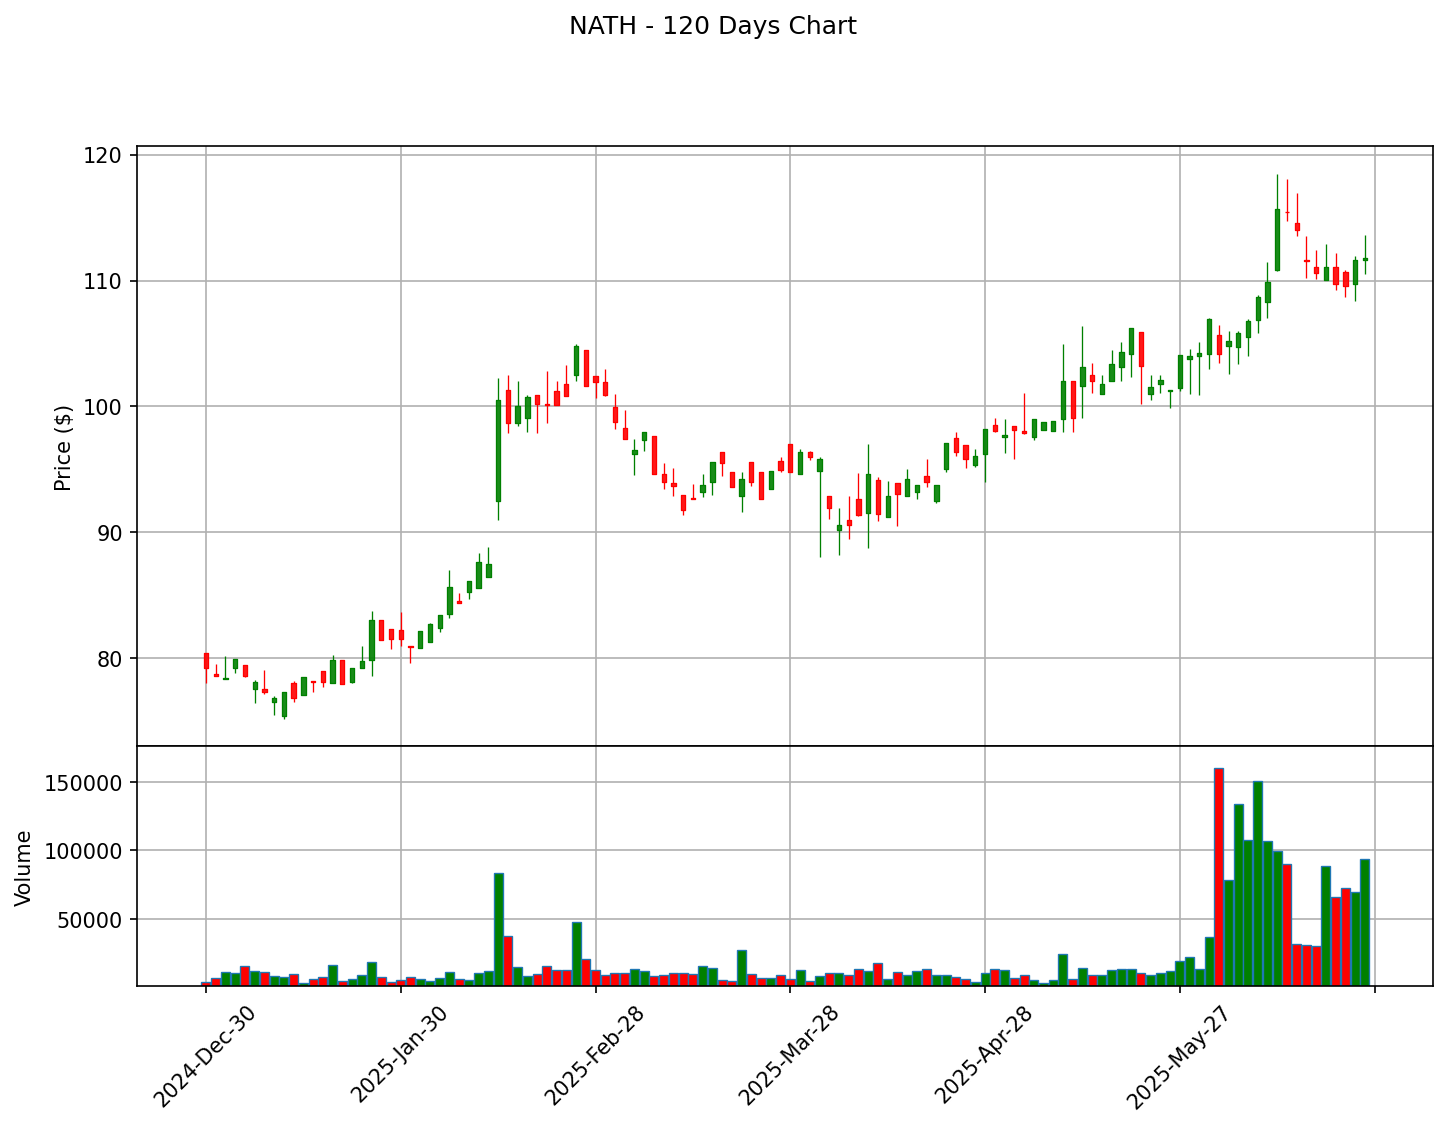 NATH - 120 Days Chart
120
110
100
90
80
Price ($)
150000
100000
50000
Volume
2024-Dec-30
2025-Jan-30
2025-Feb-28
2025-Mar-28
2025-Apr-28
2025-May-27